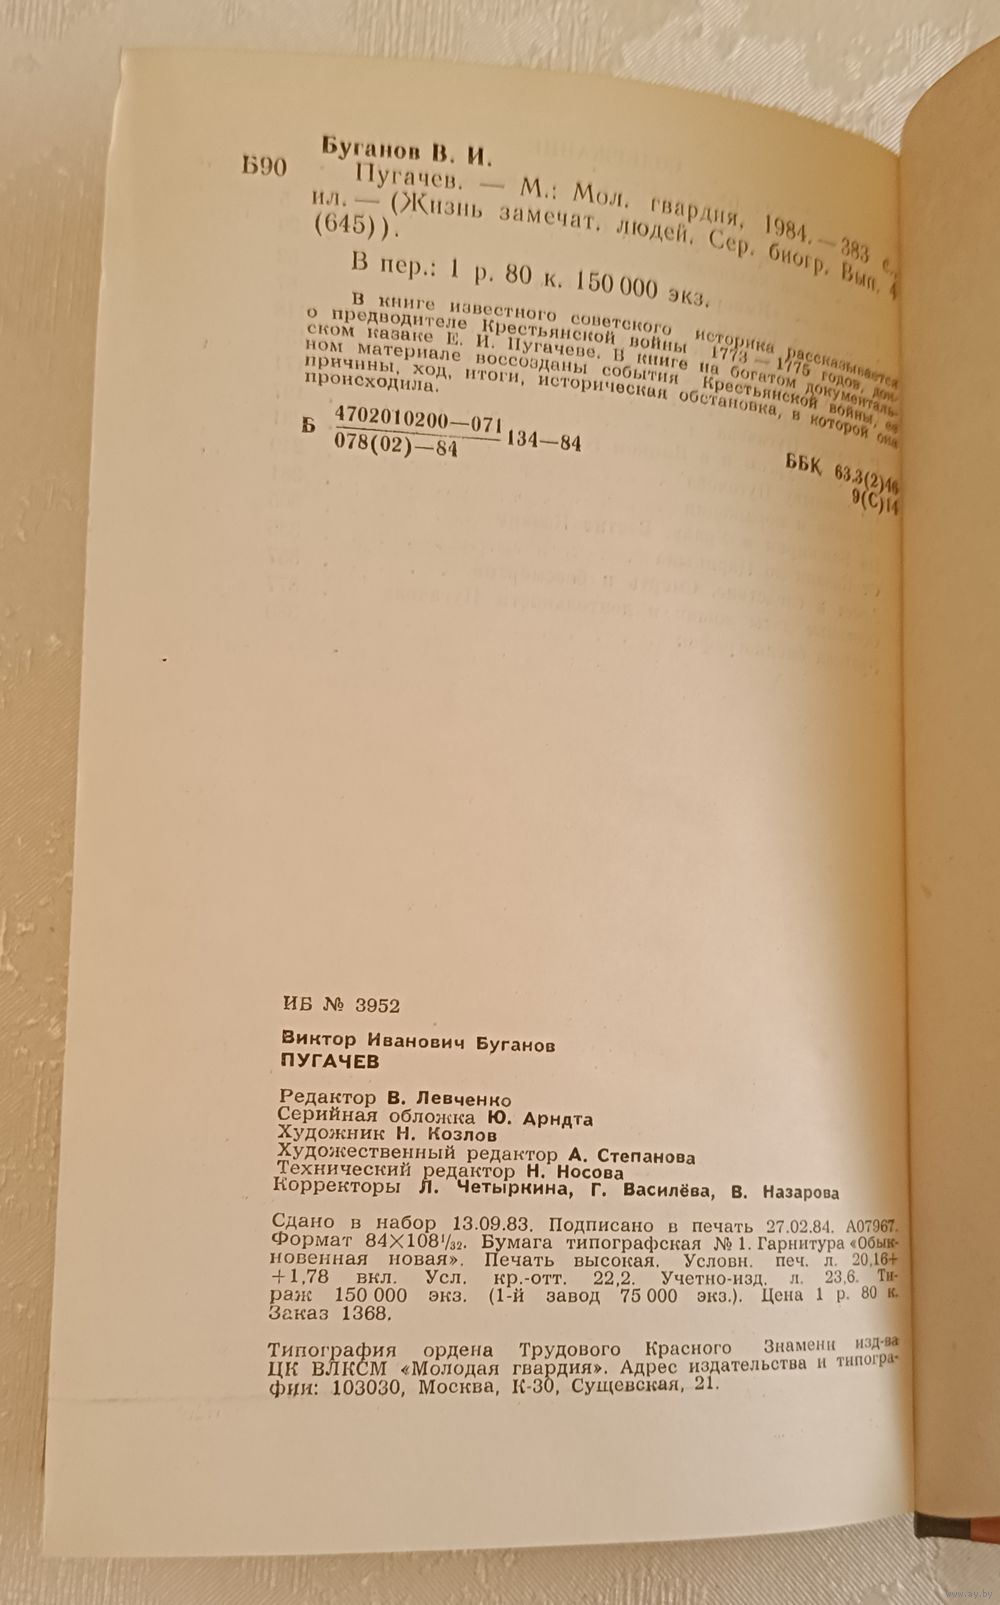 Буганов В. И.
Б90
Пугачев. — М.: Мол. гвардия, 1984. — 383 с.,
ил. — (Жизнь замечат. людей. Сер. биогр. Вып. 4
(645)).
В пер.: 1 р. 80 к. 150 000 экз.
В книге известного советского историка рассказывается
о предводителе Крестьянской войны 1773 — 1775 годов, дон-
ском казаке Е. И. Пугачеве. В книге на богатом документаль-
ном материале воссозданы события Крестьянской войны, ее
причины, ход, итоги, историческая обстановка, в которой она
происходила.
Б 4702010200—071 134—84
078(02)—84
ББК 63.3(2)46
9(С)14
ИБ № 3952
Виктор Иванович Буганов
ПУГАЧЕВ
Редактор В. Левченко
Серийная обложка Ю. Арндта
Художник Н. Козлов
Художественный редактор А. Степанова
Технический редактор Н. Носова
Корректоры Л. Четыркина, Г. Василёва, В. Назарова
Сдано в набор 13.09.83. Подписано в печать 27.02.84. А07967.
Формат 84×108¹/₃₂. Бумага типографская № 1. Гарнитура «Обык-
новенная новая». Печать высокая. Условн. печ. л. 20,16+
+1,78 вкл. Усл. кр.-отт. 22,2. Учетно-изд. л. 23,6. Ти-
раж 150 000 экз. (1-й завод 75 000 экз.). Цена 1 р. 80 к.
Заказ 1368.
Типография ордена Трудового Красного Знамени изд-ва
ЦК ВЛКСМ «Молодая гвардия». Адрес издательства и типогра-
фии: 103030, Москва, К-30, Сущевская, 21.
www.ay.by